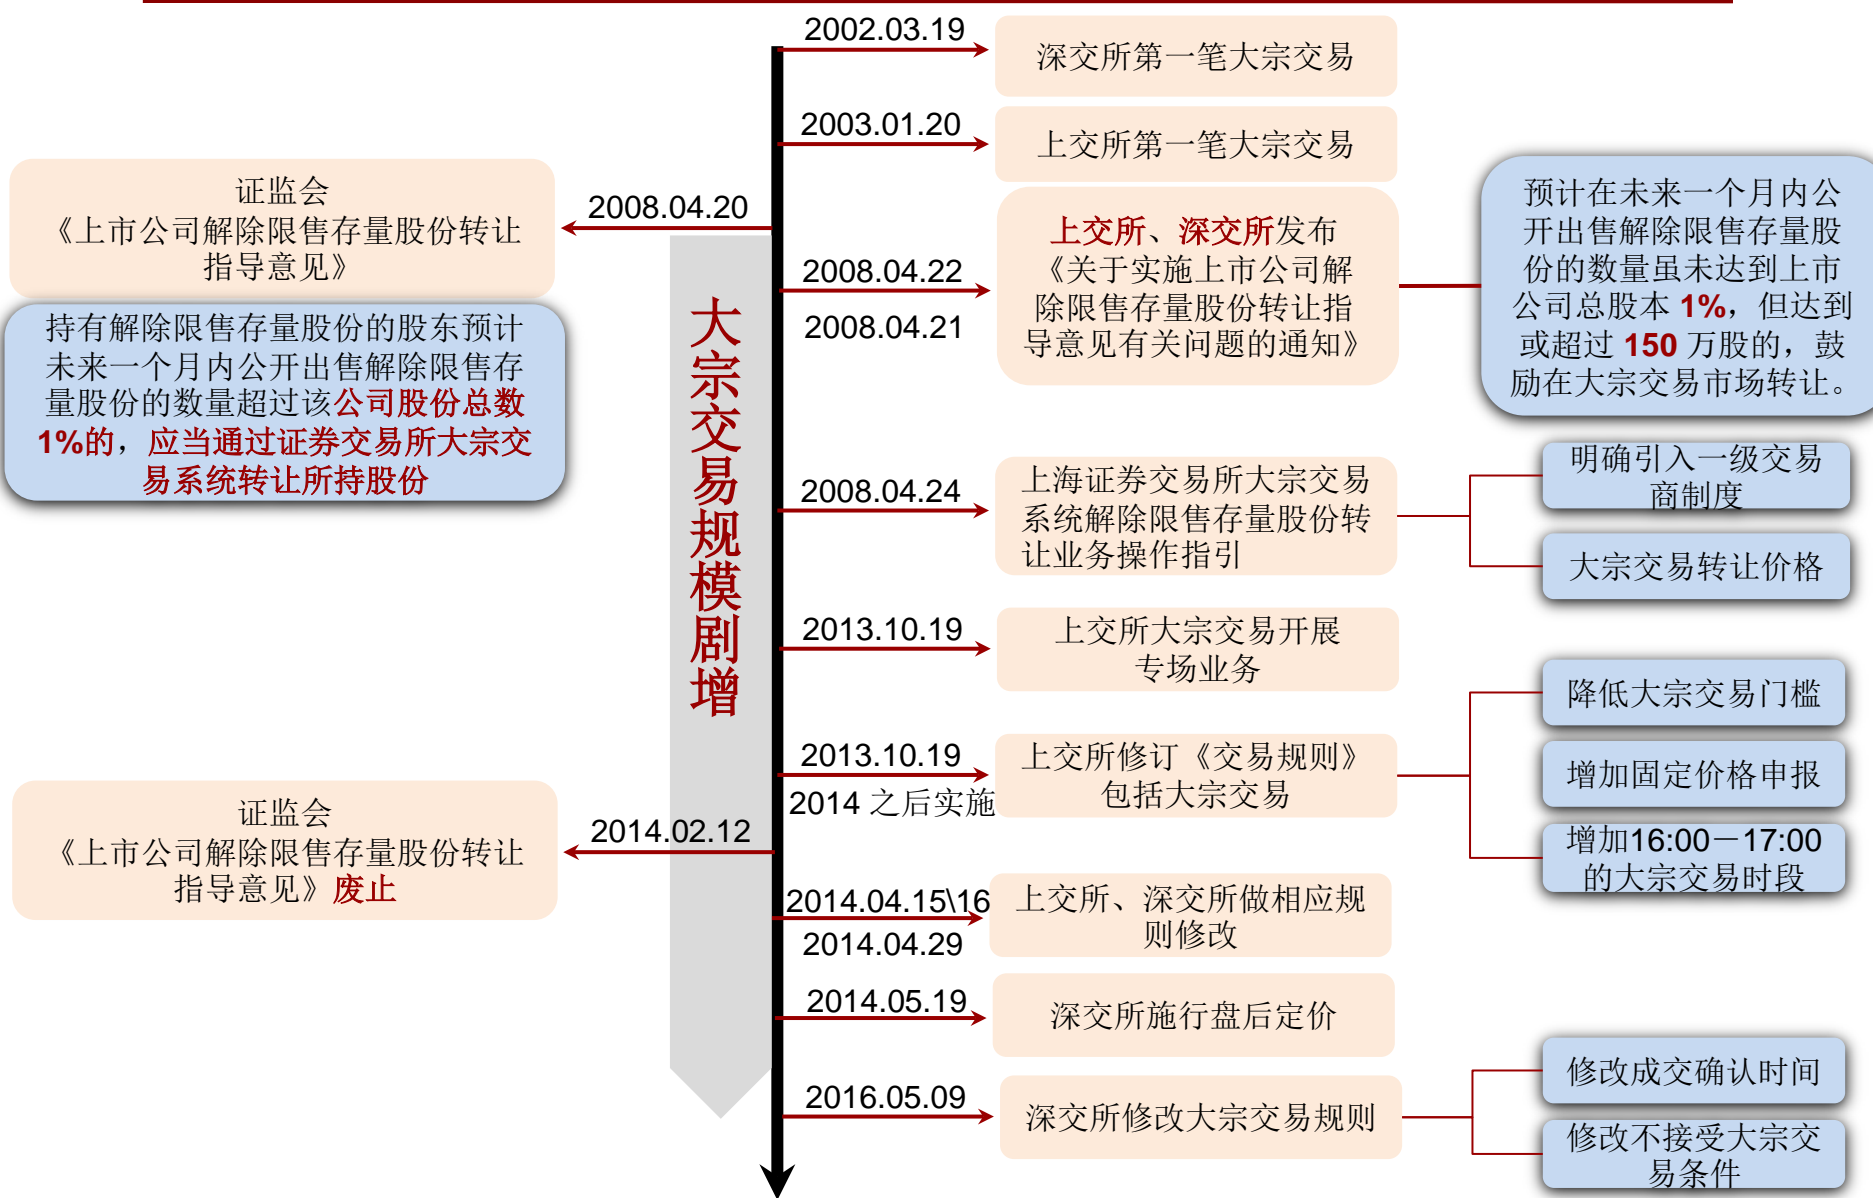 2002.03.19
深交所第一笔大宗交易
2003.01.20
上交所第一笔大宗交易
证监会
《上市公司解除限售存量股份转让
指导意见》
2008.04.20
持有解除限售存量股份的股东预计
未来一个月内公开出售解除限售存
量股份的数量超过该公司股份总数
1%的，应当通过证券交易所大宗交
易系统转让所持股份
2008.04.22
2008.04.21
上交所、深交所发布
《关于实施上市公司解
除限售存量股份转让指
导意见有关问题的通知》
预计在未来一个月内公
开出售解除限售存量股
份的数量虽未达到上市
公司总股本 1%，但达到
或超过 150 万股的，鼓
励在大宗交易市场转让。
大宗交易规模剧增
2008.04.24
上海证券交易所大宗交易
系统解除限售存量股份转
让业务操作指引
明确引入一级交易
商制度
大宗交易转让价格
2013.10.19
上交所大宗交易开展
专场业务
2013.10.19
2014 之后实施
上交所修订《交易规则》
包括大宗交易
降低大宗交易门槛
增加固定价格申报
增加16:00－17:00
的大宗交易时段
证监会
《上市公司解除限售存量股份转让
指导意见》废止
2014.02.12
2014.04.15\16
2014.04.29
上交所、深交所做相应规
则修改
2014.05.19
深交所施行盘后定价
2016.05.09
深交所修改大宗交易规则
修改成交确认时间
修改不接受大宗交
易条件